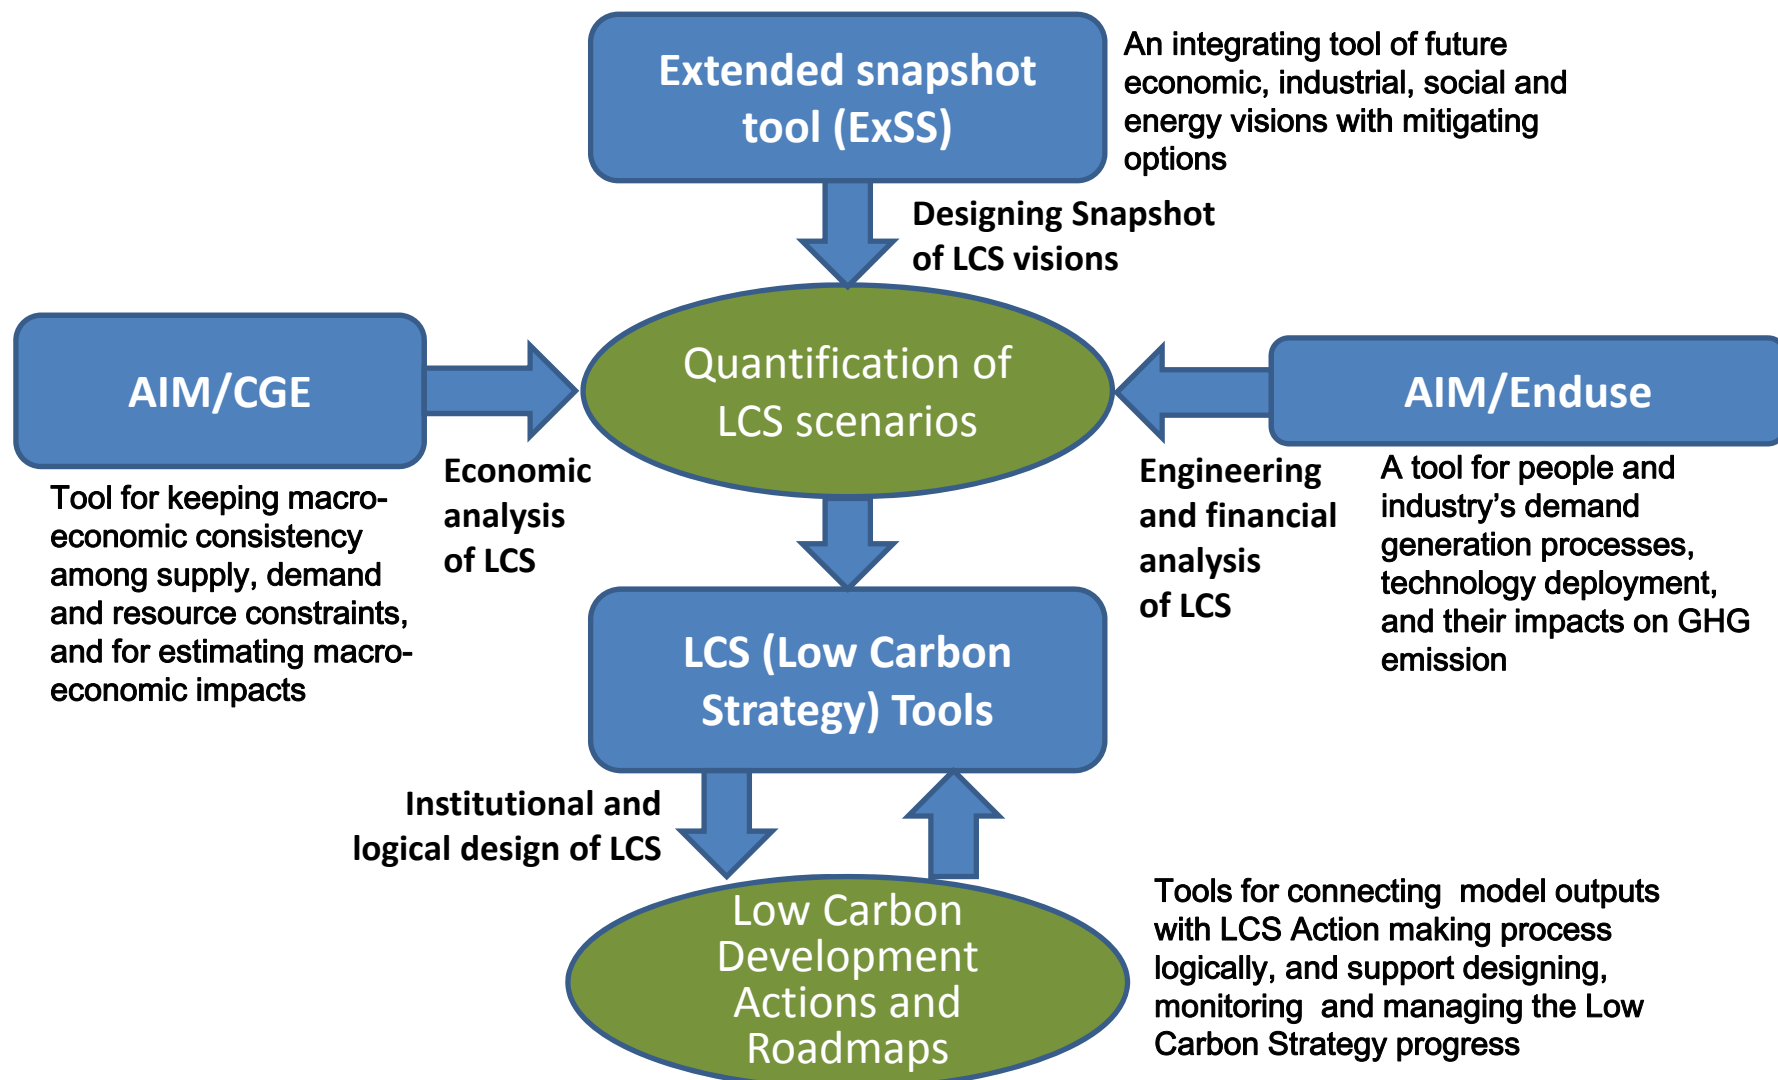 Extended snapshot
tool (ExSS)
An integrating tool of future
economic, industrial, social and
energy visions with mitigating
options
Designing Snapshot
of LCS visions
AIM/CGE
Quantification of
LCS scenarios
AIM/Enduse
Economic
analysis
of LCS
Engineering
and financial
analysis
of LCS
Tool for keeping macro-
economic consistency
among supply, demand
and resource constraints,
and for estimating macro-
economic impacts
A tool for people and
industry’s demand
generation processes,
technology deployment,
and their impacts on GHG
emission
LCS (Low Carbon
Strategy) Tools
Institutional and
logical design of LCS
Low Carbon
Development
Actions and
Roadmaps
Tools for connecting  model outputs
with LCS Action making process
logically, and support designing,
monitoring  and managing the Low
Carbon Strategy progress